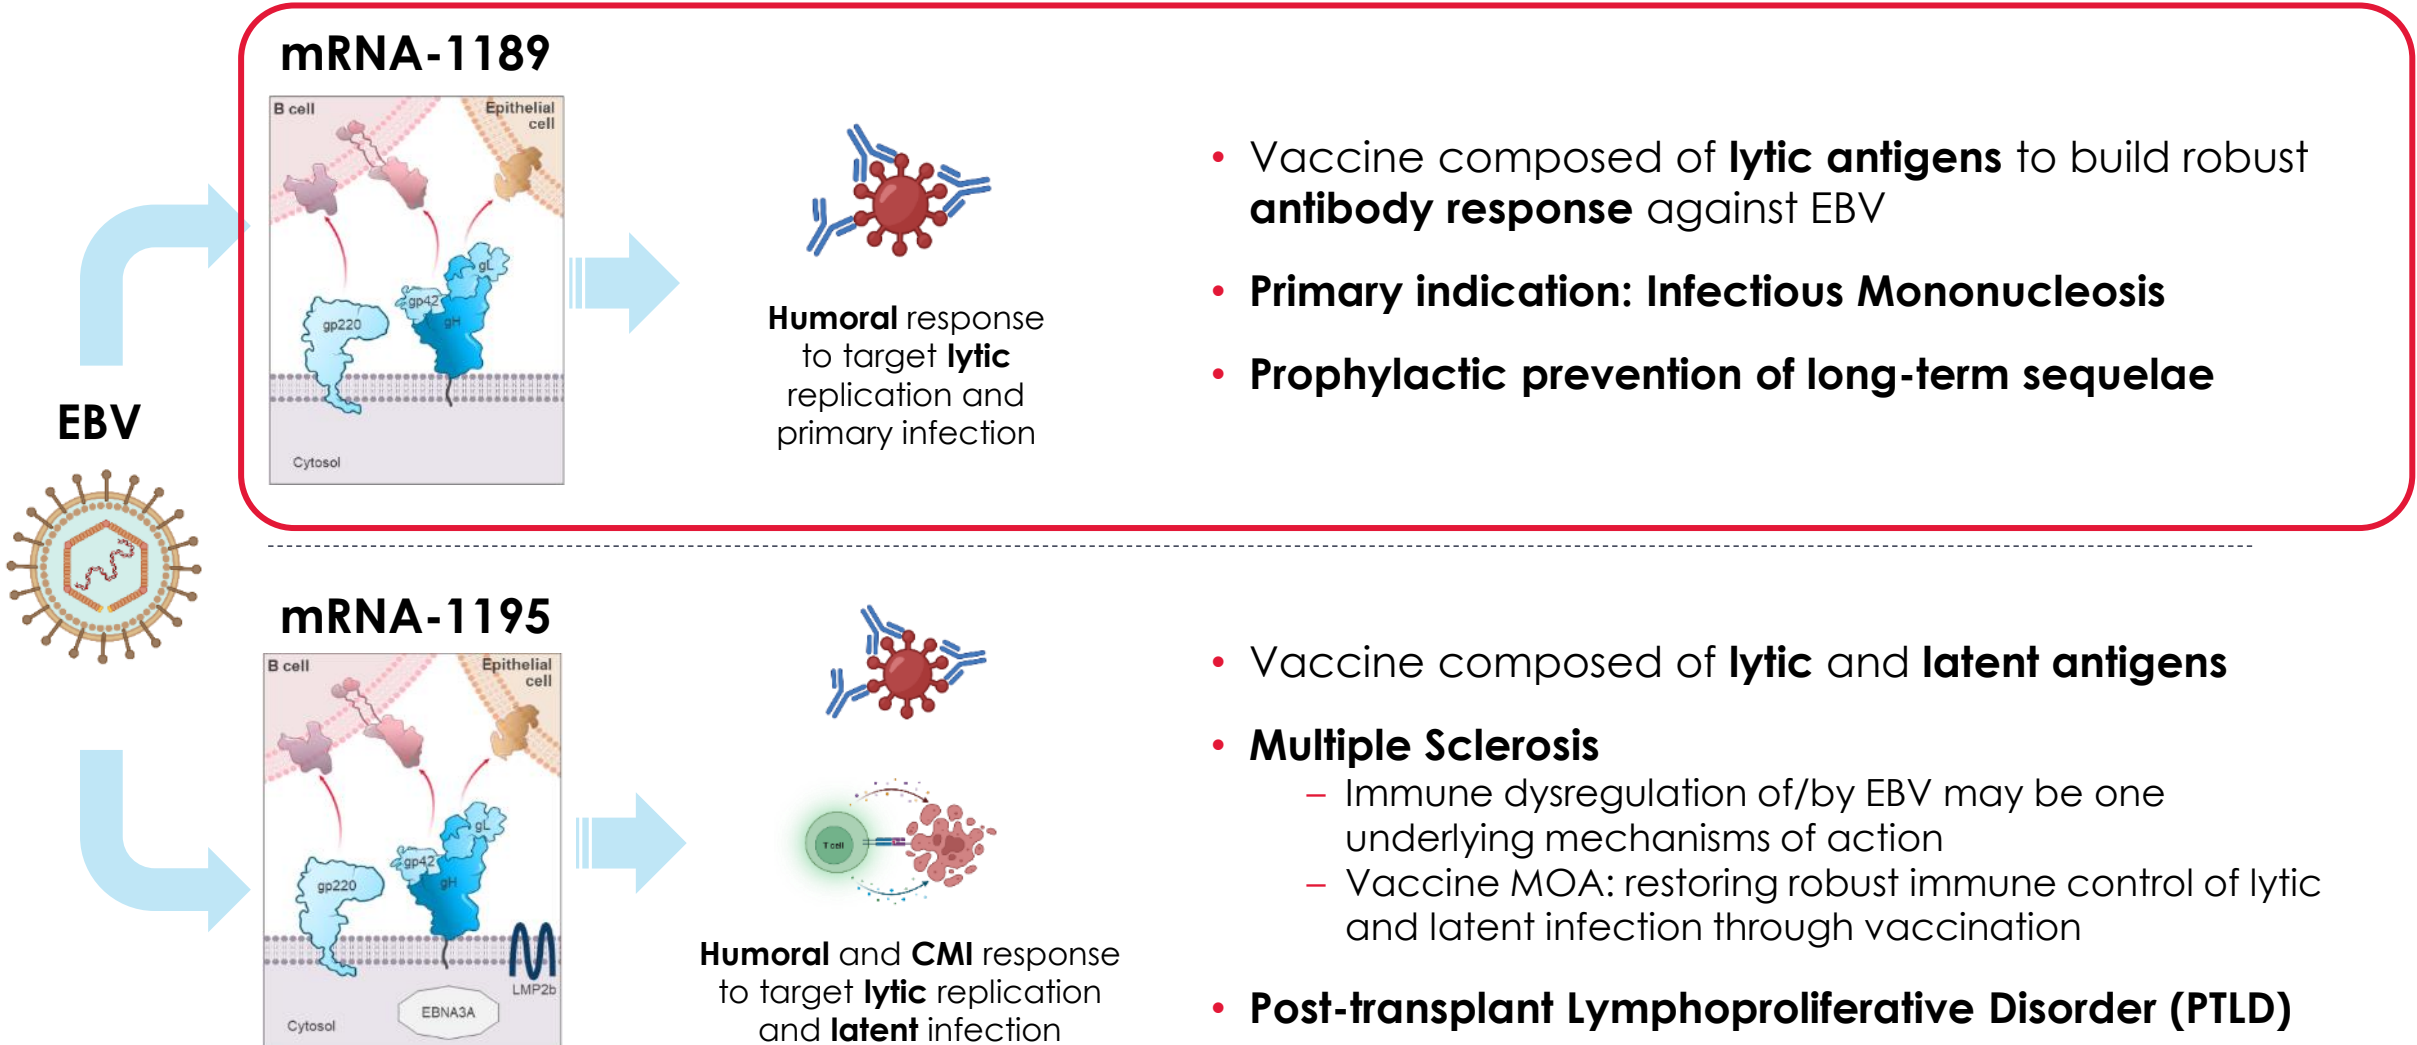 mRNA-1189
B cell
Epithelial
cell
gL
gp42
gp220
gH
Cytosol
Humoral response
to target lytic
replication and
primary infection
• Vaccine composed of lytic antigens to build robust
antibody response against EBV
• Primary indication: Infectious Mononucleosis
• Prophylactic prevention of long-term sequelae
EBV
mRNA-1195
B cell
Epithelial
cell
gL
gp42
gp220
gH
LMP2b
EBNA3A
Cytosol
T cell
Humoral and CMI response
to target lytic replication
and latent infection
• Vaccine composed of lytic and latent antigens
• Multiple Sclerosis
– Immune dysregulation of/by EBV may be one
underlying mechanisms of action
– Vaccine MOA: restoring robust immune control of lytic
and latent infection through vaccination
• Post-transplant Lymphoproliferative Disorder (PTLD)